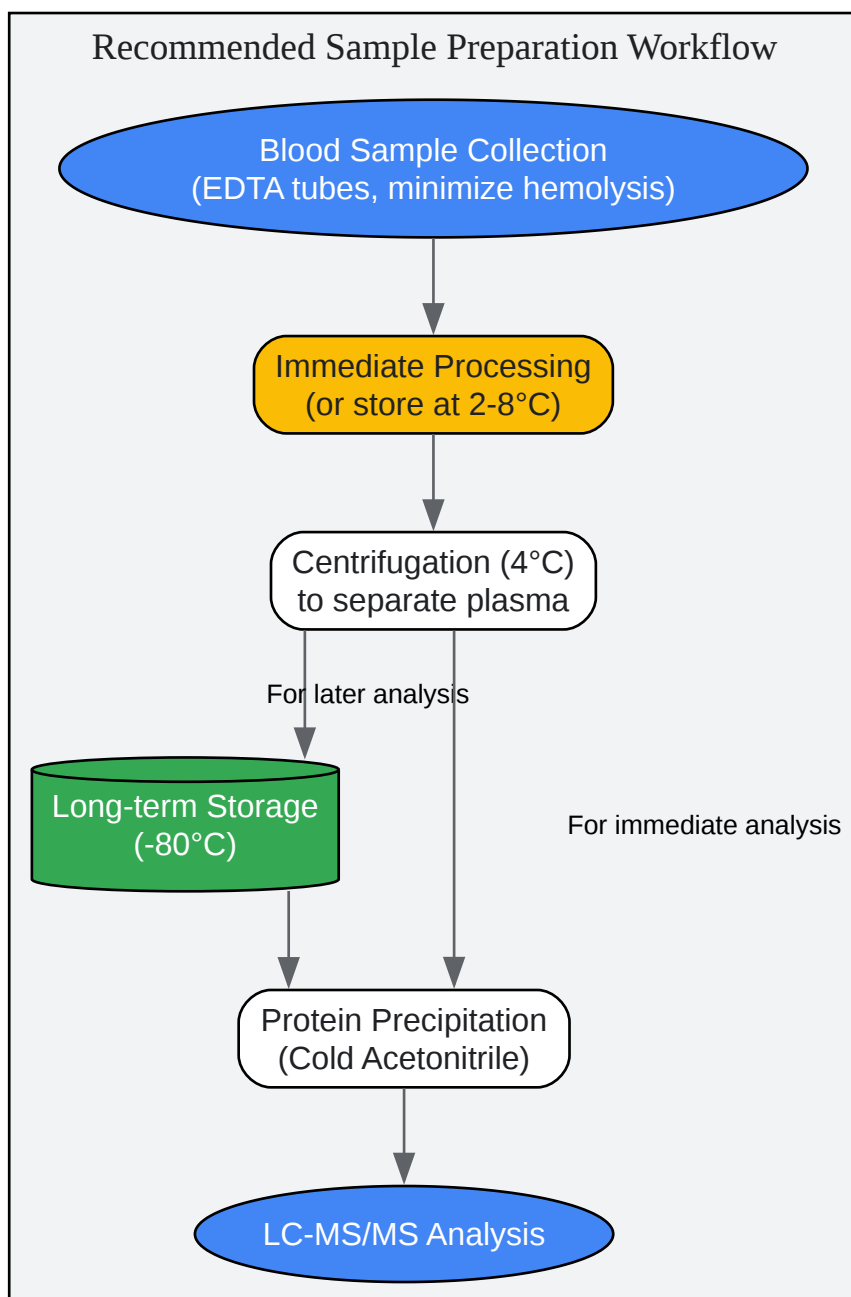 Recommended Sample Preparation Workflow
Blood Sample Collection
(EDTA tubes, minimize hemolysis)
Immediate Processing
(or store at 2-8°C)
Centrifugation (4°C)
to separate plasma
For later analysis
Long-term Storage
(-80°C)
For immediate analysis
Protein Precipitation
(Cold Acetonitrile)
LC-MS/MS Analysis